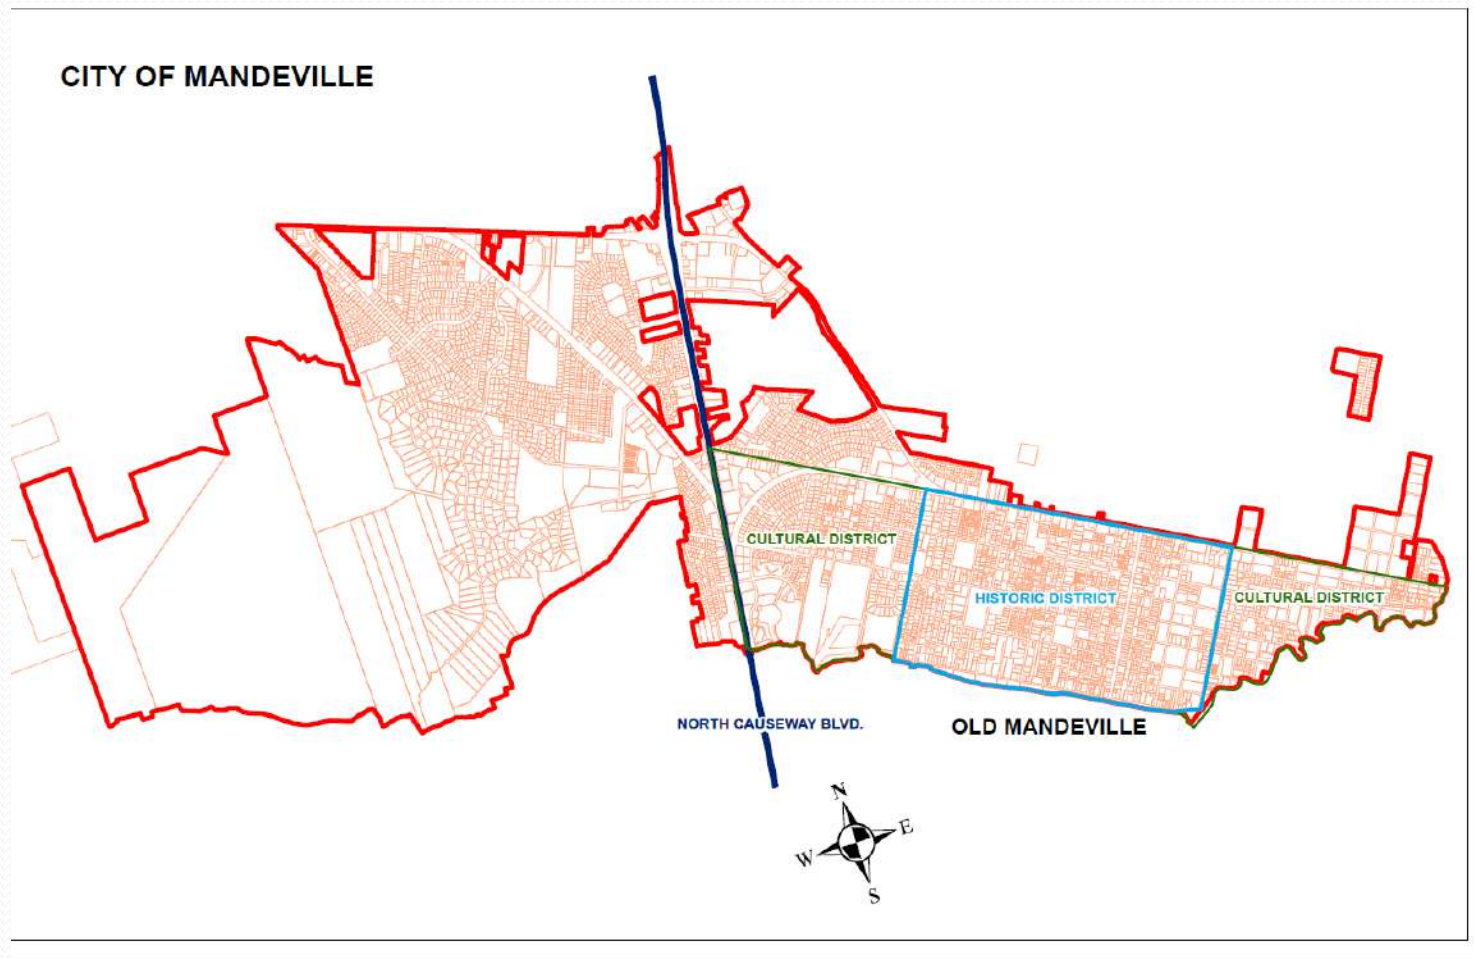 CITY OF MANDEVILLE
CULTURAL DISTRICT
HISTORIC DISTRICT
CULTURAL DISTRICT
NORTH CAUSEWAY BLVD.
OLD MANDEVILLE
N
E
W
S